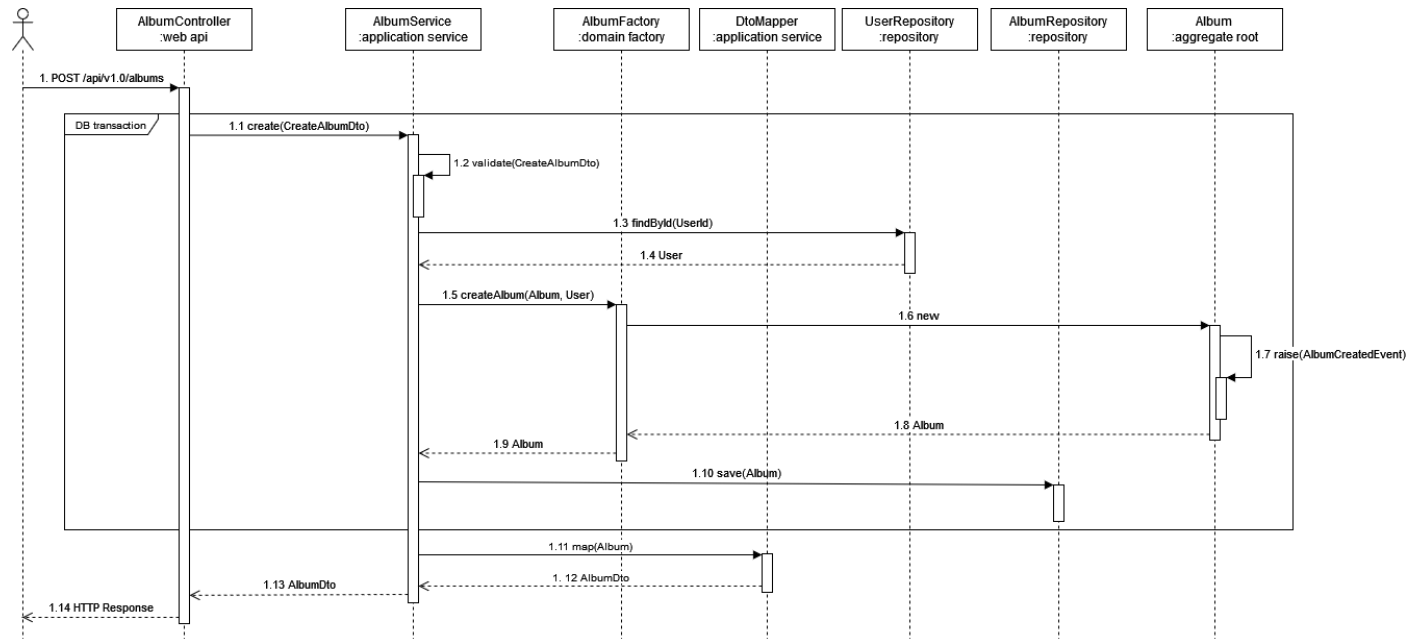 AlbumController
:web api
AlbumService
:application service
AlbumFactory
:domain factory
DtoMapper
:application service
UserRepository
:repository
AlbumRepository
:repository
Album
:aggregate root
1. POST /api/v1.0/albums
DB transaction
1.1 create(CreateAlbumDto)
1.2 validate(CreateAlbumDto)
1.3 findById(UserId)
1.4 User
1.5 createAlbum(Album, User)
1.6 new
1.7 raise(AlbumCreatedEvent)
1.8 Album
1.9 Album
1.10 save(Album)
1.11 map(Album)
1. 12 AlbumDto
1.13 AlbumDto
1.14 HTTP Response